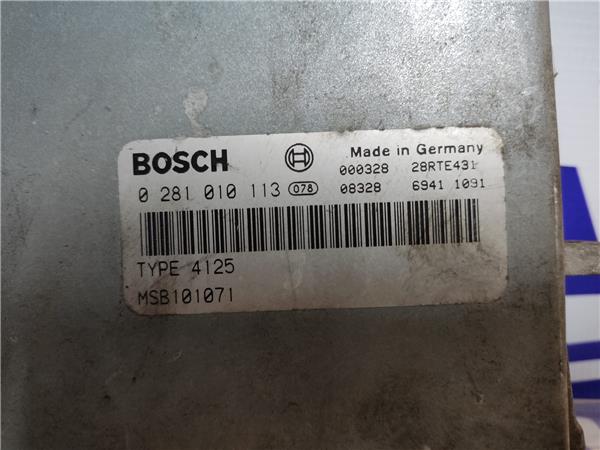 BOSCH
Made in Germany
000328 28RTE431
0 281 010 113 078 08328 6941 1091
TYPE 4125
MSB101071